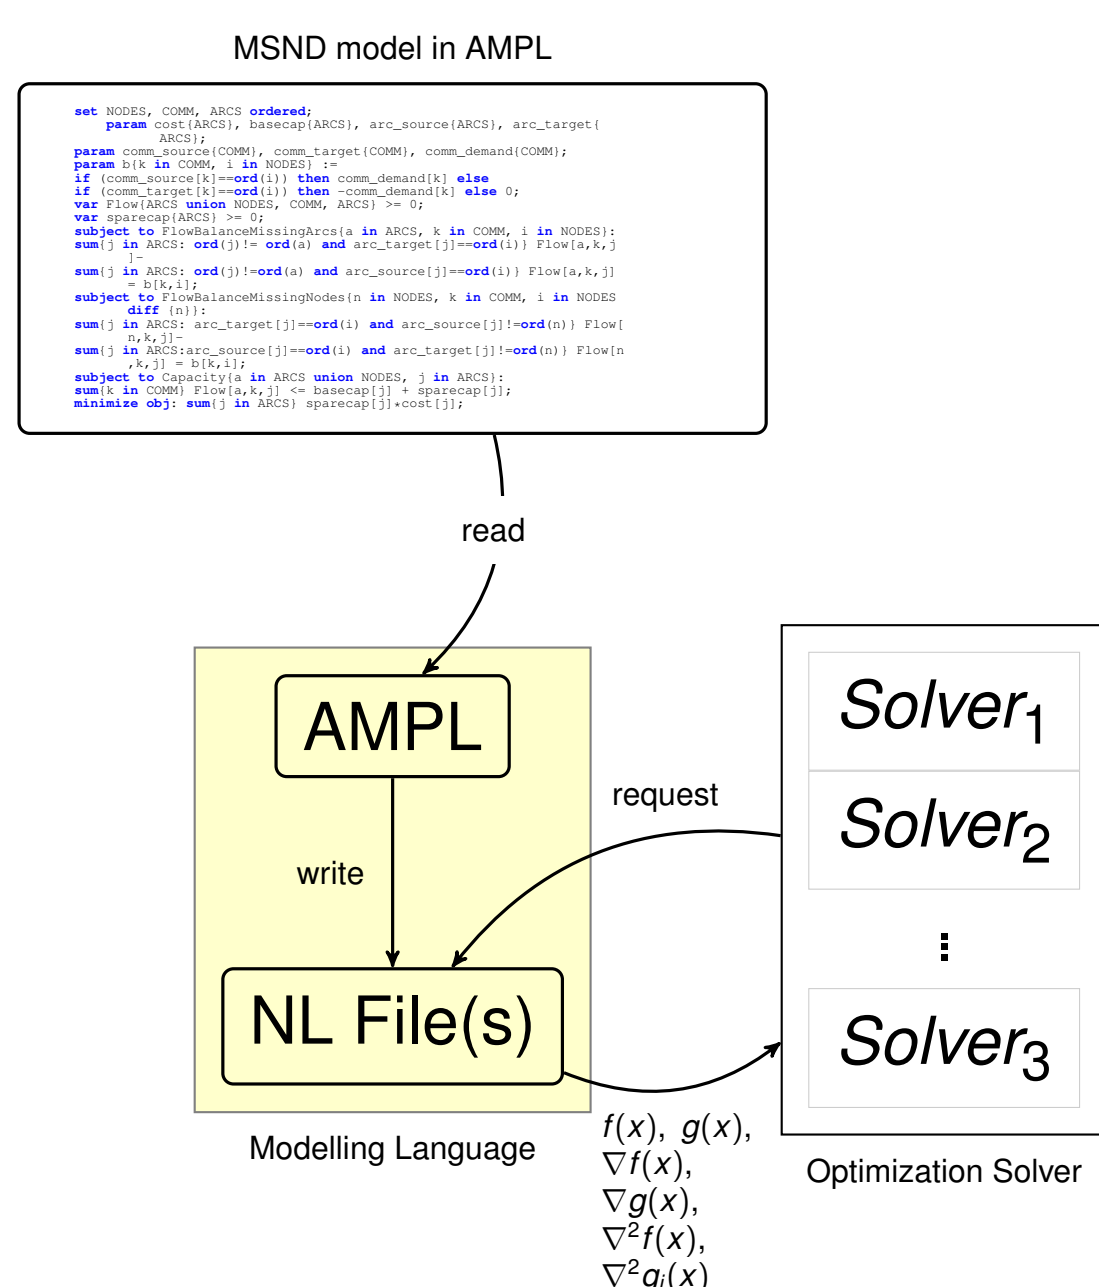 MSND model in AMPL
set NODES, COMM, ARCS ordered;
param cost{ARCS}, basecap{ARCS}, arc_source{ARCS}, arc_target{
ARCS};
param comm_source{COMM}, comm_target{COMM}, comm_demand{COMM};
param b{k in COMM, i in NODES} :=
if (comm_source[k]==ord(i)) then comm_demand[k] else
if (comm_target[k]==ord(i)) then -comm_demand[k] else 0;
var Flow{ARCS union NODES, COMM, ARCS} >= 0;
var sparecap{ARCS} >= 0;
subject to FlowBalanceMissingArcs{a in ARCS, k in COMM, i in NODES}:
sum{j in ARCS: ord(j)!= ord(a) and arc_target[j]==ord(i)} Flow[a,k,j
]-
sum{j in ARCS: ord(j)!=ord(a) and arc_source[j]==ord(i)} Flow[a,k,j]
= b[k,i];
subject to FlowBalanceMissingNodes{n in NODES, k in COMM, i in NODES
diff {n}}:
sum{j in ARCS: arc_target[j]==ord(i) and arc_source[j]!=ord(n)} Flow[
n,k,j]-
sum{j in ARCS:arc_source[j]==ord(i) and arc_target[j]!=ord(n)} Flow[n
,k,j] = b[k,i];
subject to Capacity{a in ARCS union NODES, j in ARCS}:
sum{k in COMM} Flow[a,k,j] <= basecap[j] + sparecap[j];
minimize obj: sum{j in ARCS} sparecap[j]*cost[j];
read
AMPL
write
NL File(s)
Modelling Language
request
Solver₁
Solver₂
⋮
Solver₃
Optimization Solver
f(x), g(x),
∇f(x),
∇g(x),
∇²f(x),
∇²gᵢ(x)